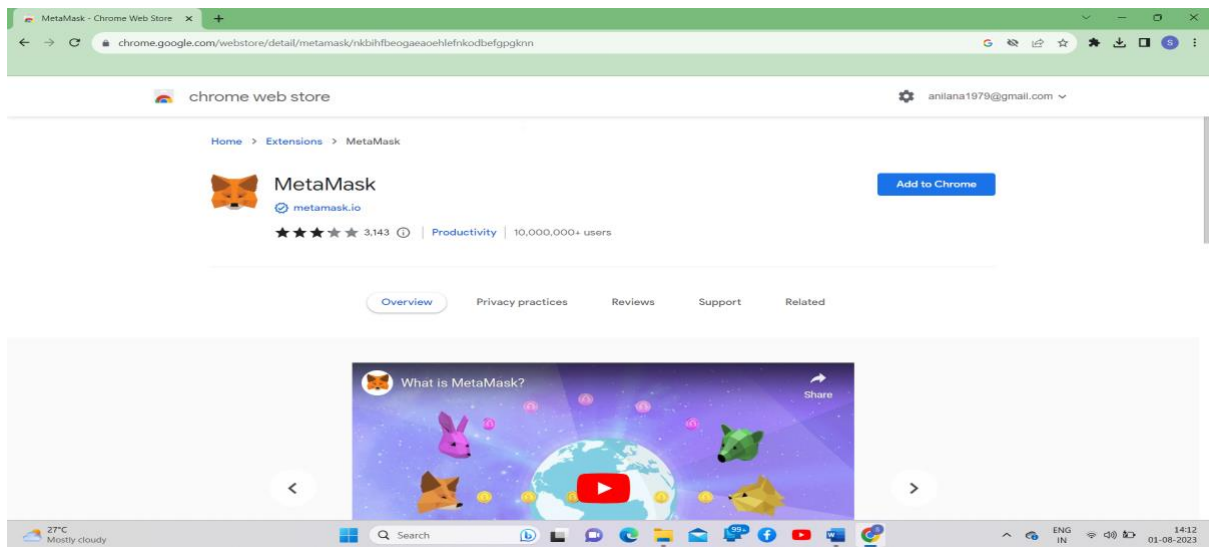 MetaMask - Chrome Web Store
chrome.google.com/webstore/detail/metamask/nkbihfbeogaeaoehlefnkodbefgpgknn
G
S
chrome web store
anilana1979@gmail.com
Home > Extensions > MetaMask
MetaMask
Add to Chrome
metamask.io
3,143 | Productivity | 10,000,000+ users
Overview Privacy practices Reviews Support Related
What is MetaMask?
Share
27°C
Mostly cloudy
Search
b
99+
ENG
IN
14:12
01-08-2023